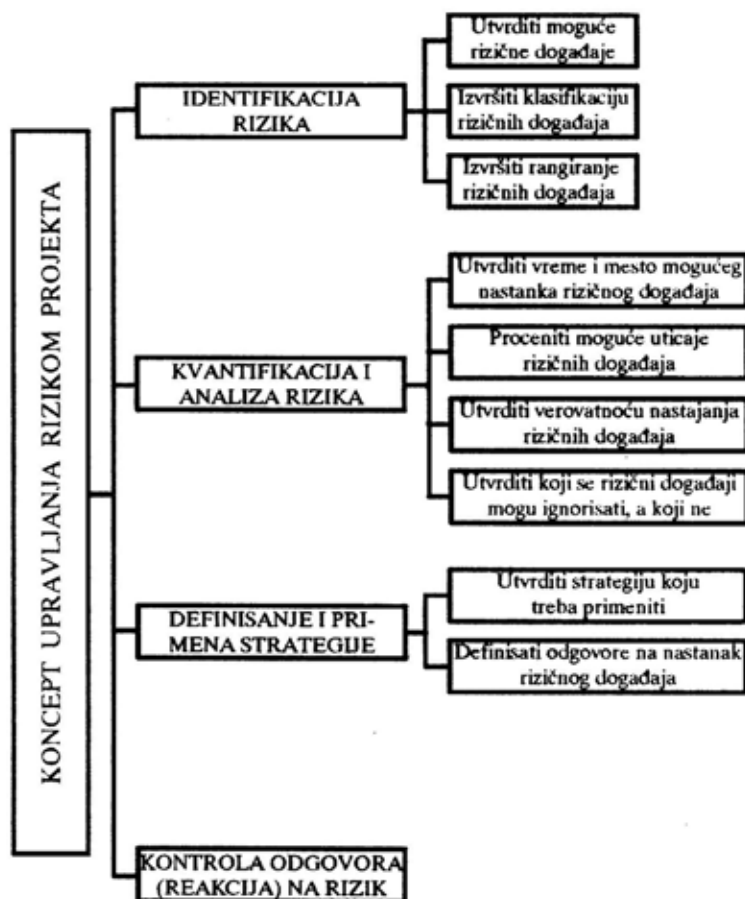 KONCEPT UPRAVLJANJA RIZIKOM PROJEKTA
IDENTIFIKACIJA
RIZIKA
Utvrditi moguće
rizične događaje
Izvršiti klasifikaciju
rizičnih događaja
Izvršiti rangiranje
rizičnih događaja
KVANTIFIKACIJA I
ANALIZA RIZIKA
Utvrditi vreme i mesto mogućeg
nastanka rizičnog događaja
Proceniti moguće uticaje
rizičnih događaja
Utvrditi verovatnoću nastajanja
rizičnih događaja
Utvrditi koji se rizični događaji
mogu ignorisati, a koji ne
DEFINISANJE I PRI-
MENA STRATEGIJE
Utvrditi strategiju koju
treba primeniti
Definisati odgovore na nastanak
rizičnog događaja
KONTROLA ODGOVORA
(REAKCIJA) NA RIZIK